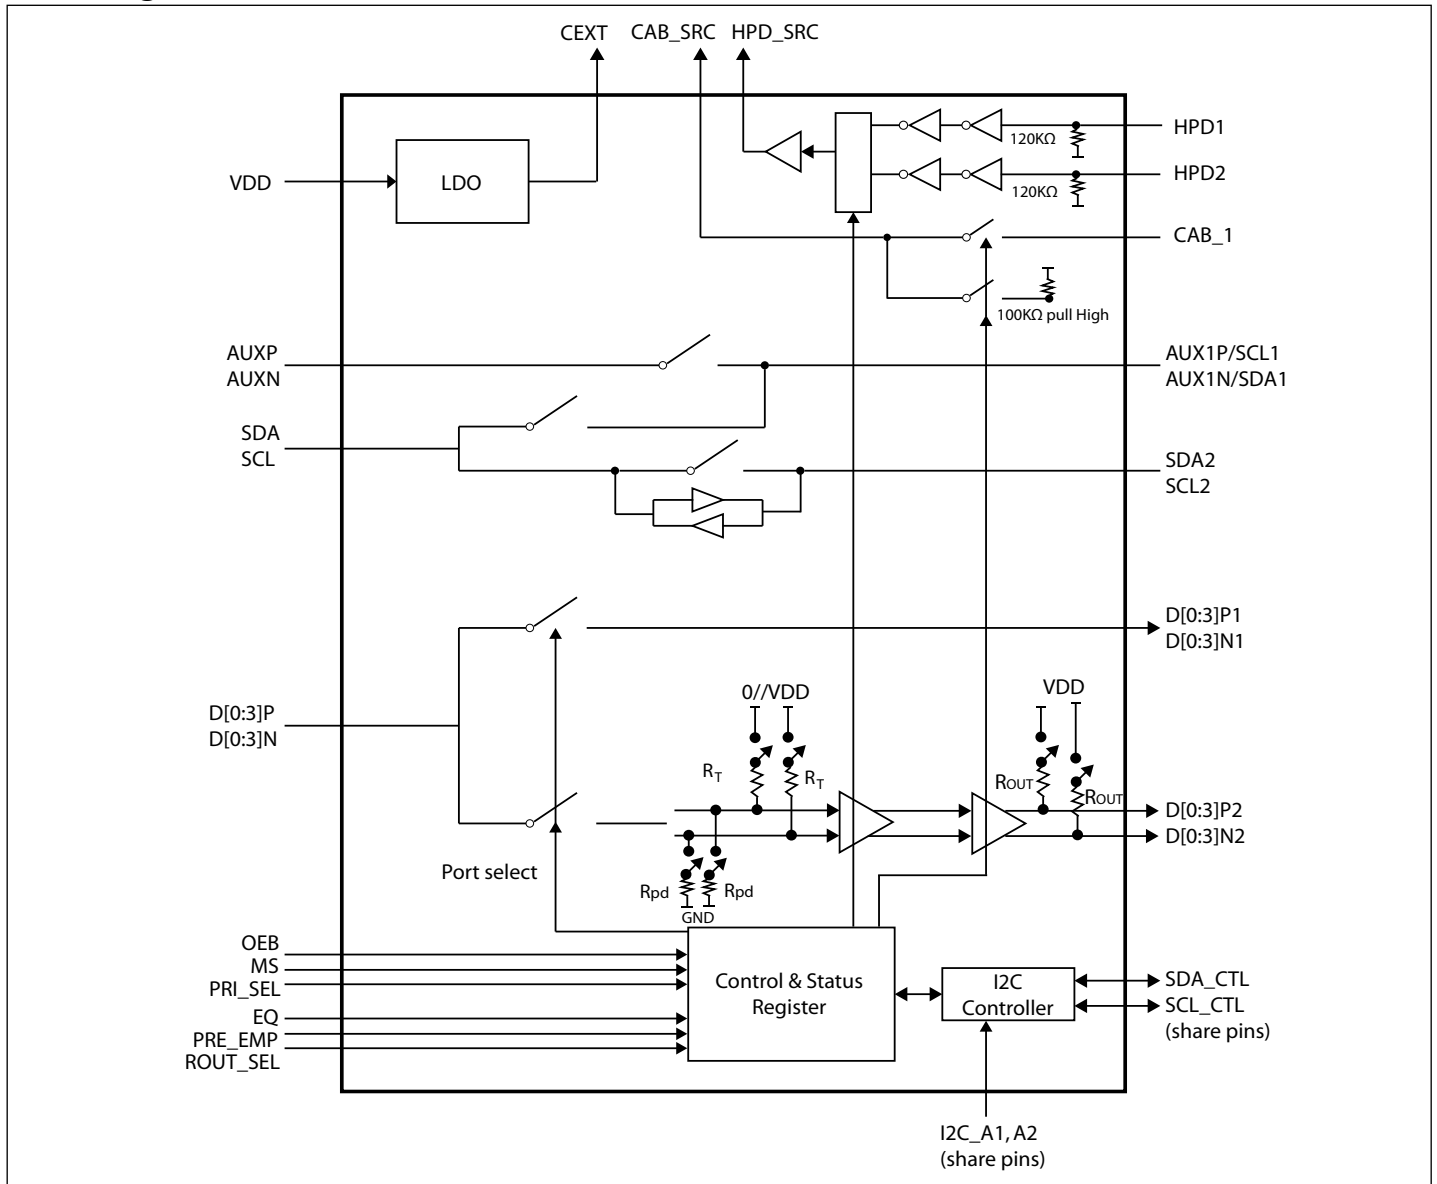 CEXT
CAB_SRC
HPD_SRC
HPD1
120KΩ
HPD2
120KΩ
VDD
LDO
CAB_1
100KΩ pull High
AUXP
AUXN
AUX1P/SCL1
AUX1N/SDA1
SDA
SCL
SDA2
SCL2
D[0:3]P1
D[0:3]N1
D[0:3]P
D[0:3]N
0//VDD
VDD
RT
RT
ROUT
ROUT
D[0:3]P2
D[0:3]N2
Port select
Rpd
Rpd
GND
OEB
MS
PRI_SEL
EQ
PRE_EMP
ROUT_SEL
Control & Status
Register
I2C
Controller
SDA_CTL
SCL_CTL
(share pins)
I2C_A1, A2
(share pins)